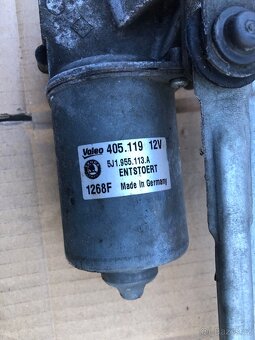 Valeo 405.119 12V
5J1.955.113.A
ENTSTOERT
1268F Made in Germany